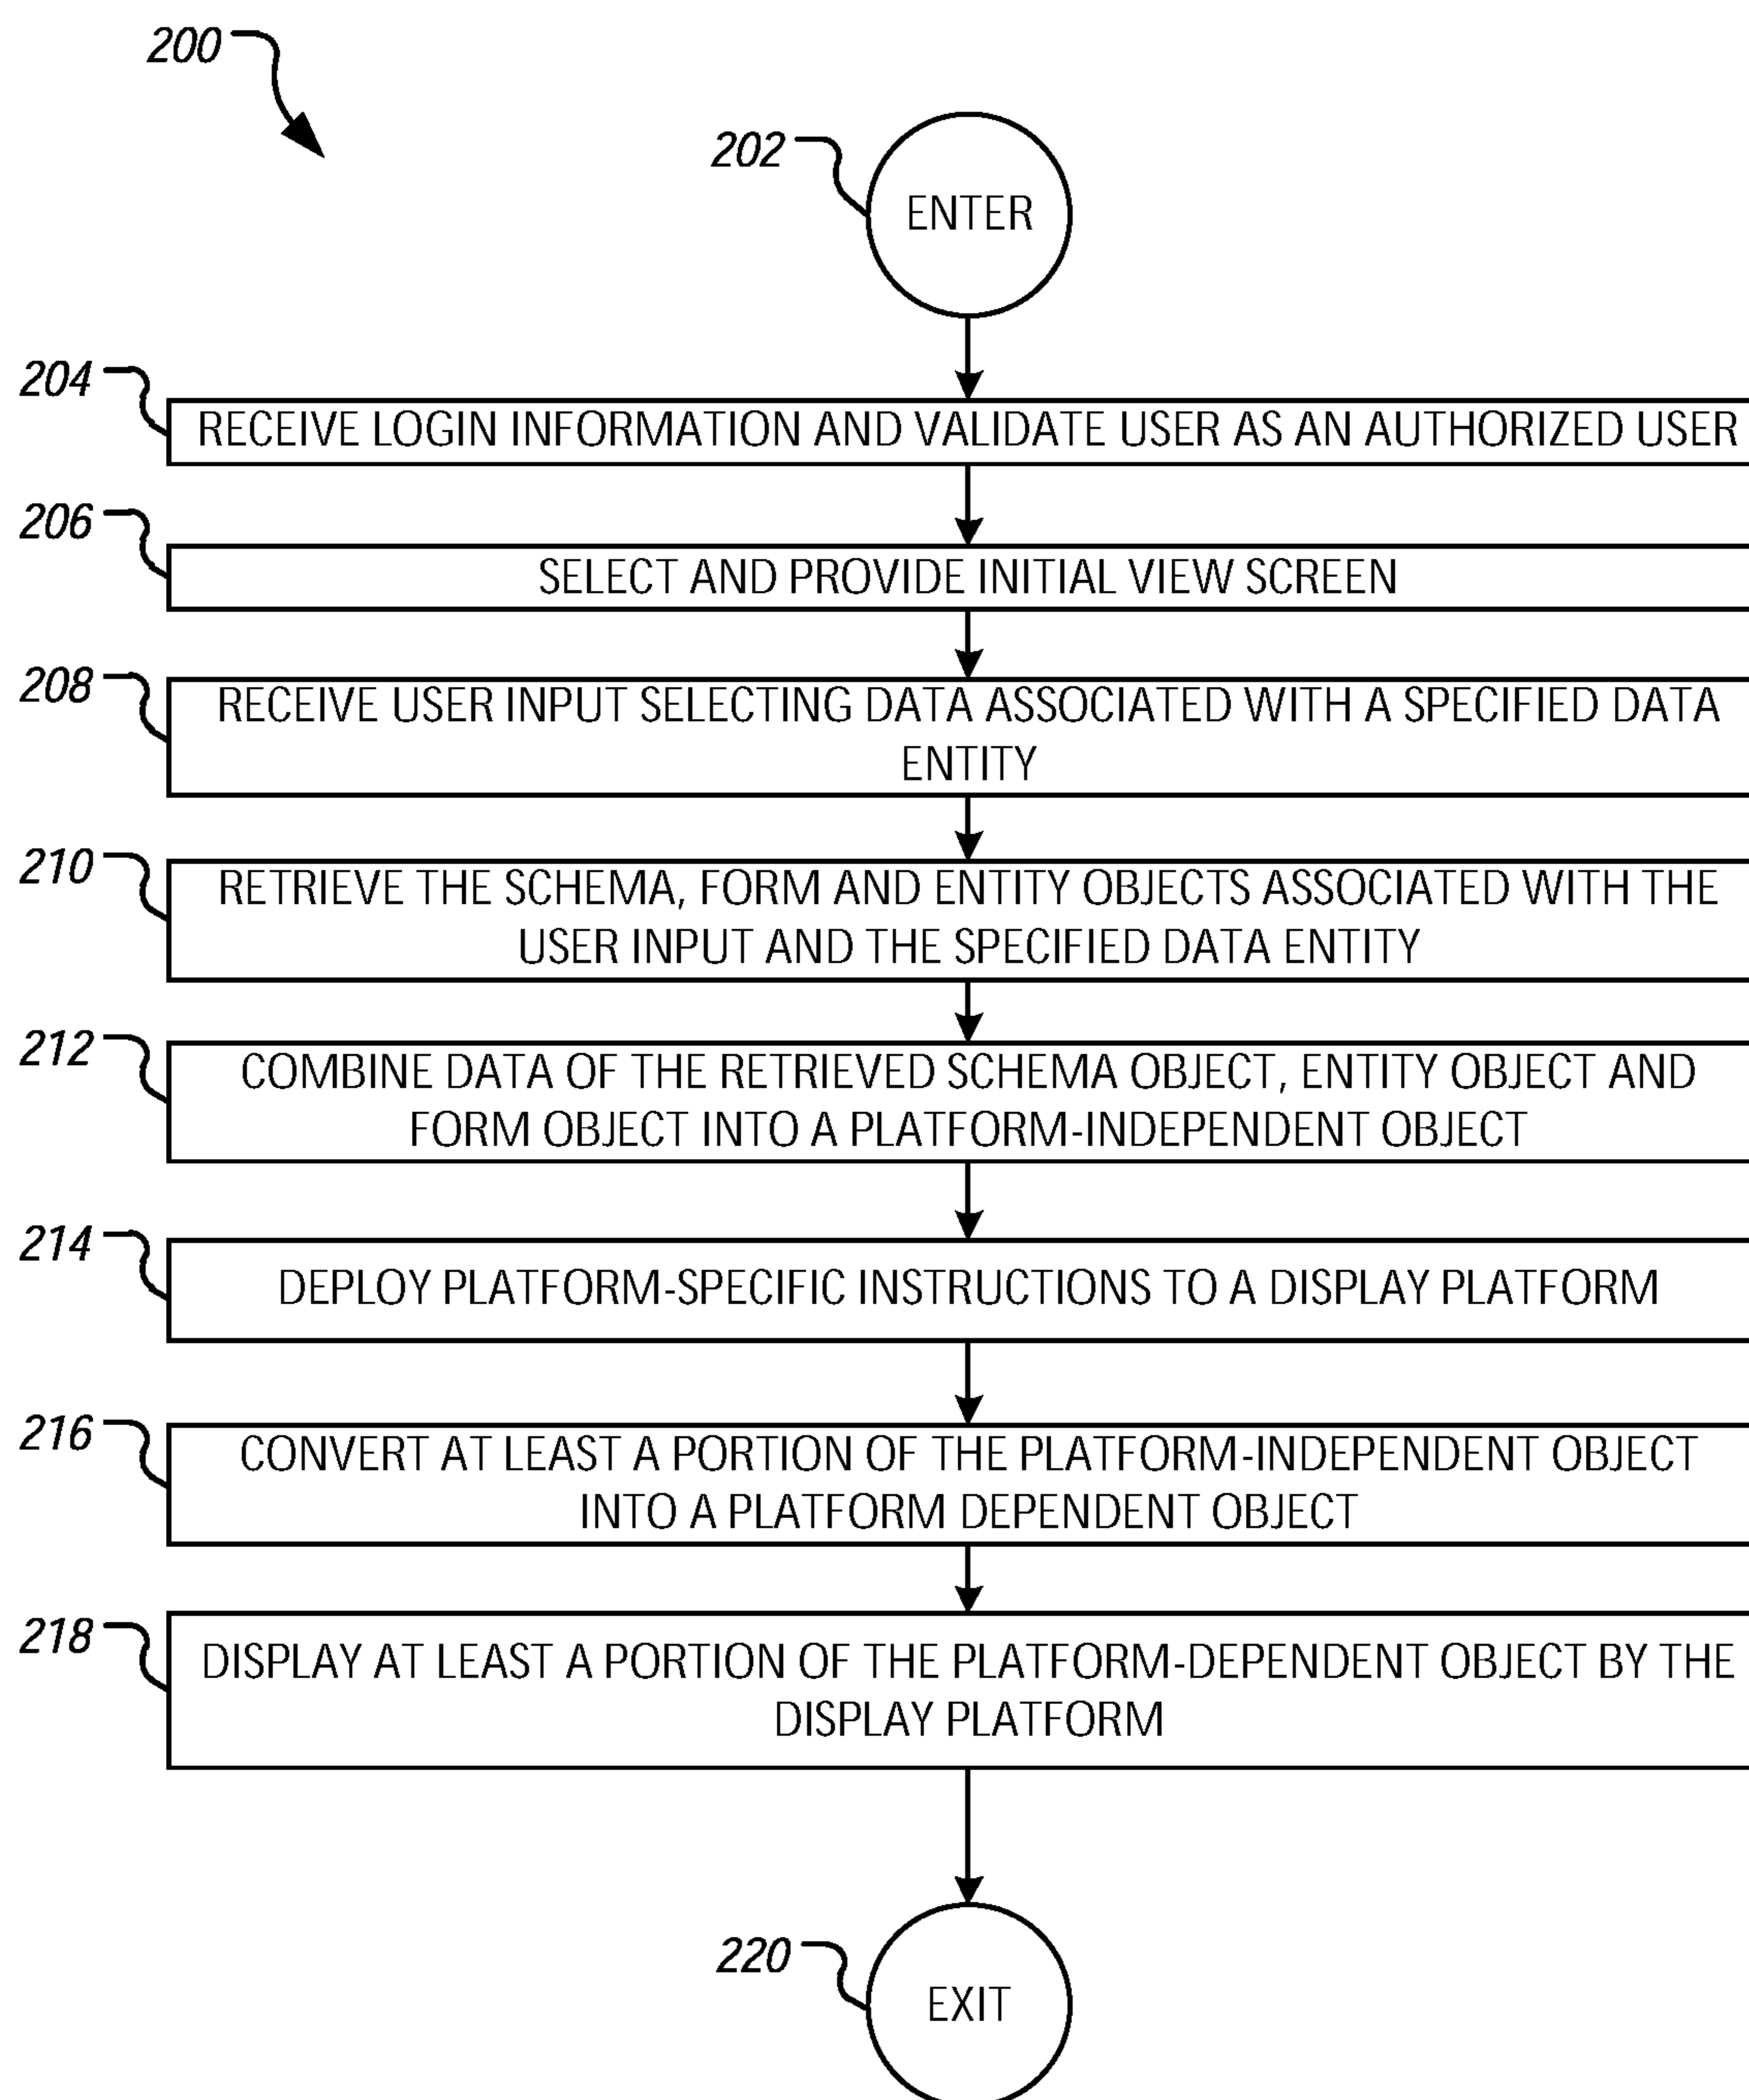 200
202
ENTER
204
RECEIVE LOGIN INFORMATION AND VALIDATE USER AS AN AUTHORIZED USER
206
SELECT AND PROVIDE INITIAL VIEW SCREEN
208
RECEIVE USER INPUT SELECTING DATA ASSOCIATED WITH A SPECIFIED DATA
ENTITY
210
RETRIEVE THE SCHEMA, FORM AND ENTITY OBJECTS ASSOCIATED WITH THE
USER INPUT AND THE SPECIFIED DATA ENTITY
212
COMBINE DATA OF THE RETRIEVED SCHEMA OBJECT, ENTITY OBJECT AND
FORM OBJECT INTO A PLATFORM-INDEPENDENT OBJECT
214
DEPLOY PLATFORM-SPECIFIC INSTRUCTIONS TO A DISPLAY PLATFORM
216
CONVERT AT LEAST A PORTION OF THE PLATFORM-INDEPENDENT OBJECT
INTO A PLATFORM DEPENDENT OBJECT
218
DISPLAY AT LEAST A PORTION OF THE PLATFORM-DEPENDENT OBJECT BY THE
DISPLAY PLATFORM
220
EXIT